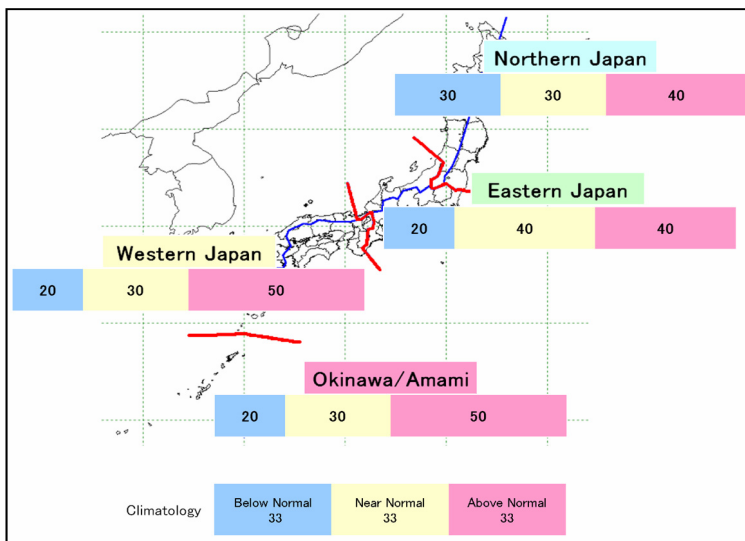 Northern Japan
30 30 40
Eastern Japan
20 40 40
Western Japan
20 30 50
Okinawa/Amami
20 30 50
Climatology
Below Normal Near Normal Above Normal
33 33 33